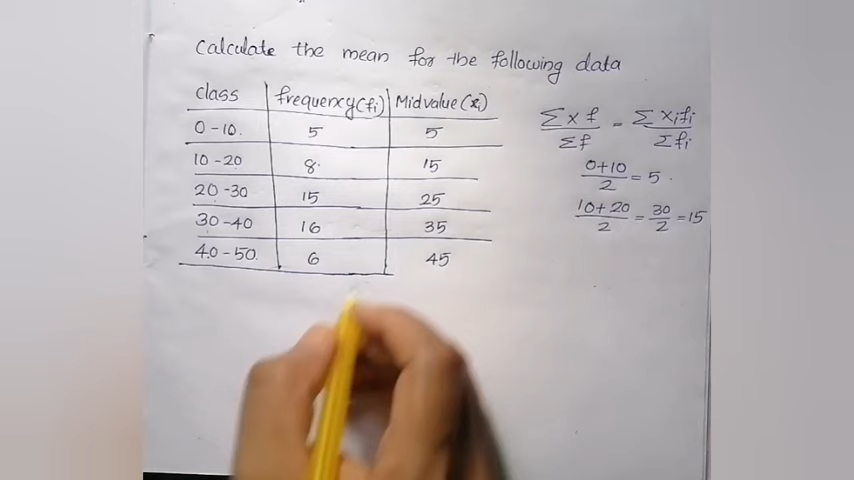 Calculate the mean for the following data
class frequency(fi) Midvalue(xi)
0-10. 5 5
10-20 8. 15
20-30 15 25
30-40 16 35
40-50. 6 45
Σxf/Σf = Σxifi/Σfi
0+10/2 = 5.
10+20/2 = 30/2 = 15